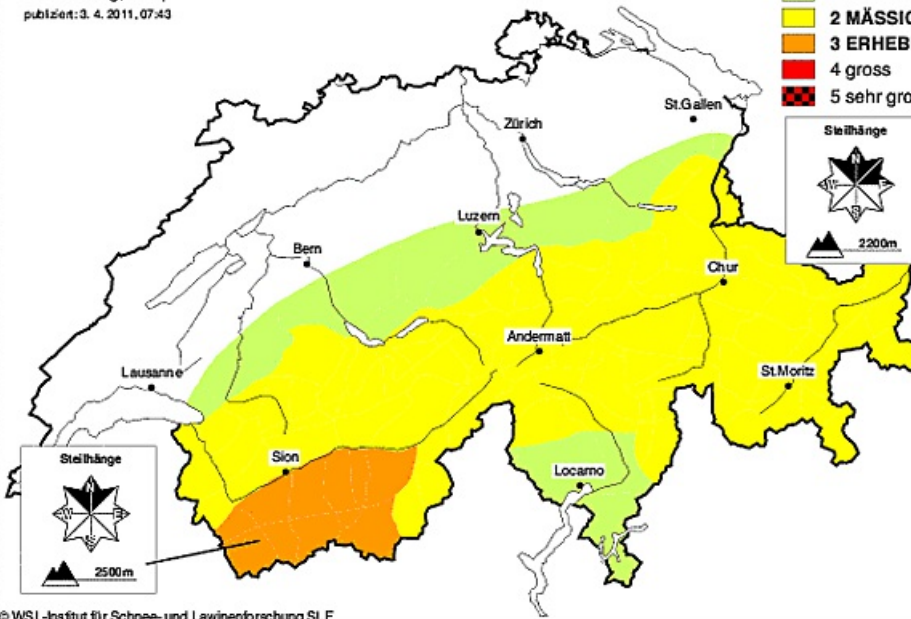 publiziert: 3. 4. 2011, 07:43
2 MÄSSIG
3 ERHEB
4 gross
5 sehr gro
St.Gallen
Zürich
Steilhänge
N
W E
S
2200m
Luzern
Bern
Chur
Andermatt
Lausanne
St.Moritz
Sion
Locarno
Steilhänge
N
W E
S
2500m
© WSL-Institut für Schnee- und Lawinenforschung SLF